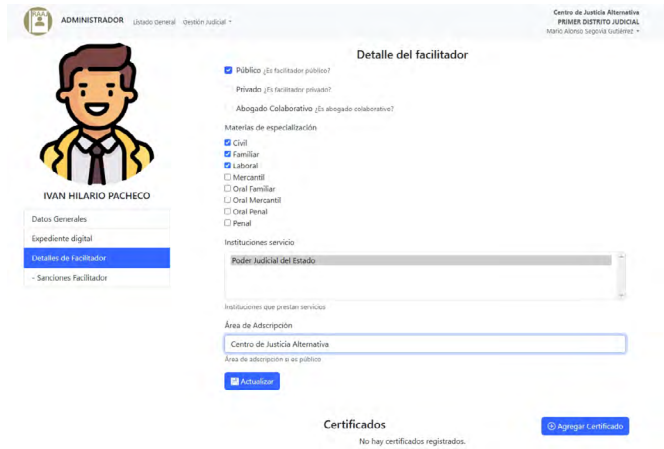 ADMINISTRADOR Listado General Gestión Judicial
Centro de Justicia Alternativa
PRIMER DISTRITO JUDICIAL
Mario Alonso Segovia Gutiérrez
Detalle del facilitador
Público ¿Es facilitador público?
Privado ¿Es facilitador privado?
Abogado Colaborativo ¿Es abogado colaborativo?
Materias de especialización
Civil
Familiar
Laboral
Mercantil
Oral Familiar
Oral Mercantil
Oral Penal
Penal
IVAN HILARIO PACHECO
Datos Generales
Expediente digital
Detalles de Facilitador
- Sanciones Facilitador
Instituciones servicio
Poder Judicial del Estado
Instituciones que prestan servicios
Área de Adscripción
Centro de Justicia Alternativa
Área de adscripción si es público
Actualizar
Certificados
Agregar Certificado
No hay certificados registrados.